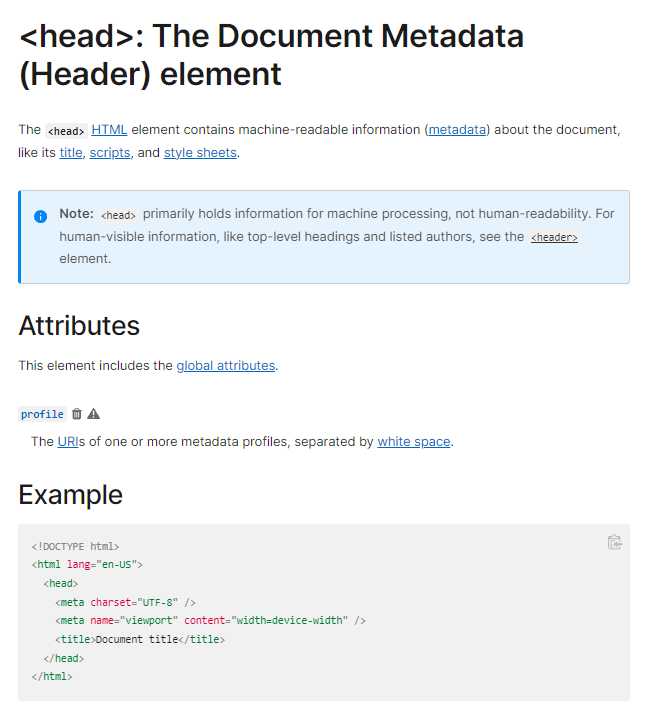 <head>: The Document Metadata
(Header) element
The <head> HTML element contains machine-readable information (metadata) about the document,
like its title, scripts, and style sheets.
Note: <head> primarily holds information for machine processing, not human-readability. For
human-visible information, like top-level headings and listed authors, see the <header>
element.
Attributes
This element includes the global attributes.
profile
The URIs of one or more metadata profiles, separated by white space.
Example
<!DOCTYPE html>
<html lang="en-US">
  <head>
    <meta charset="UTF-8" />
    <meta name="viewport" content="width=device-width" />
    <title>Document title</title>
  </head>
</html>